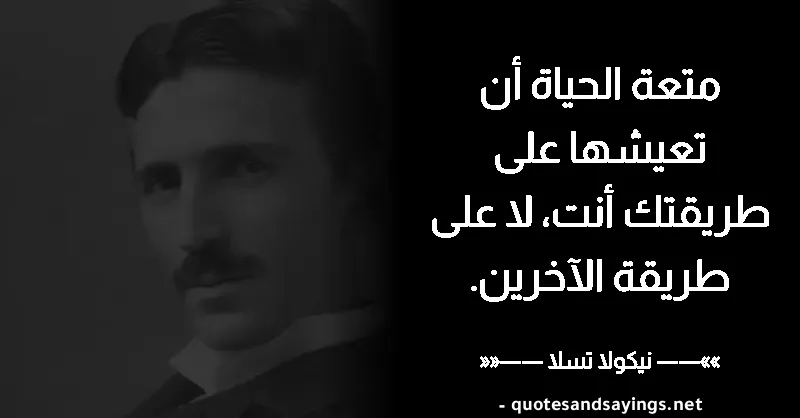 متعة الحياة أن
تعيشها على
طريقتك أنت، لا على
طريقة الآخرين.
»»—— نيكولا تسلا ——««
- quotesandsayings.net